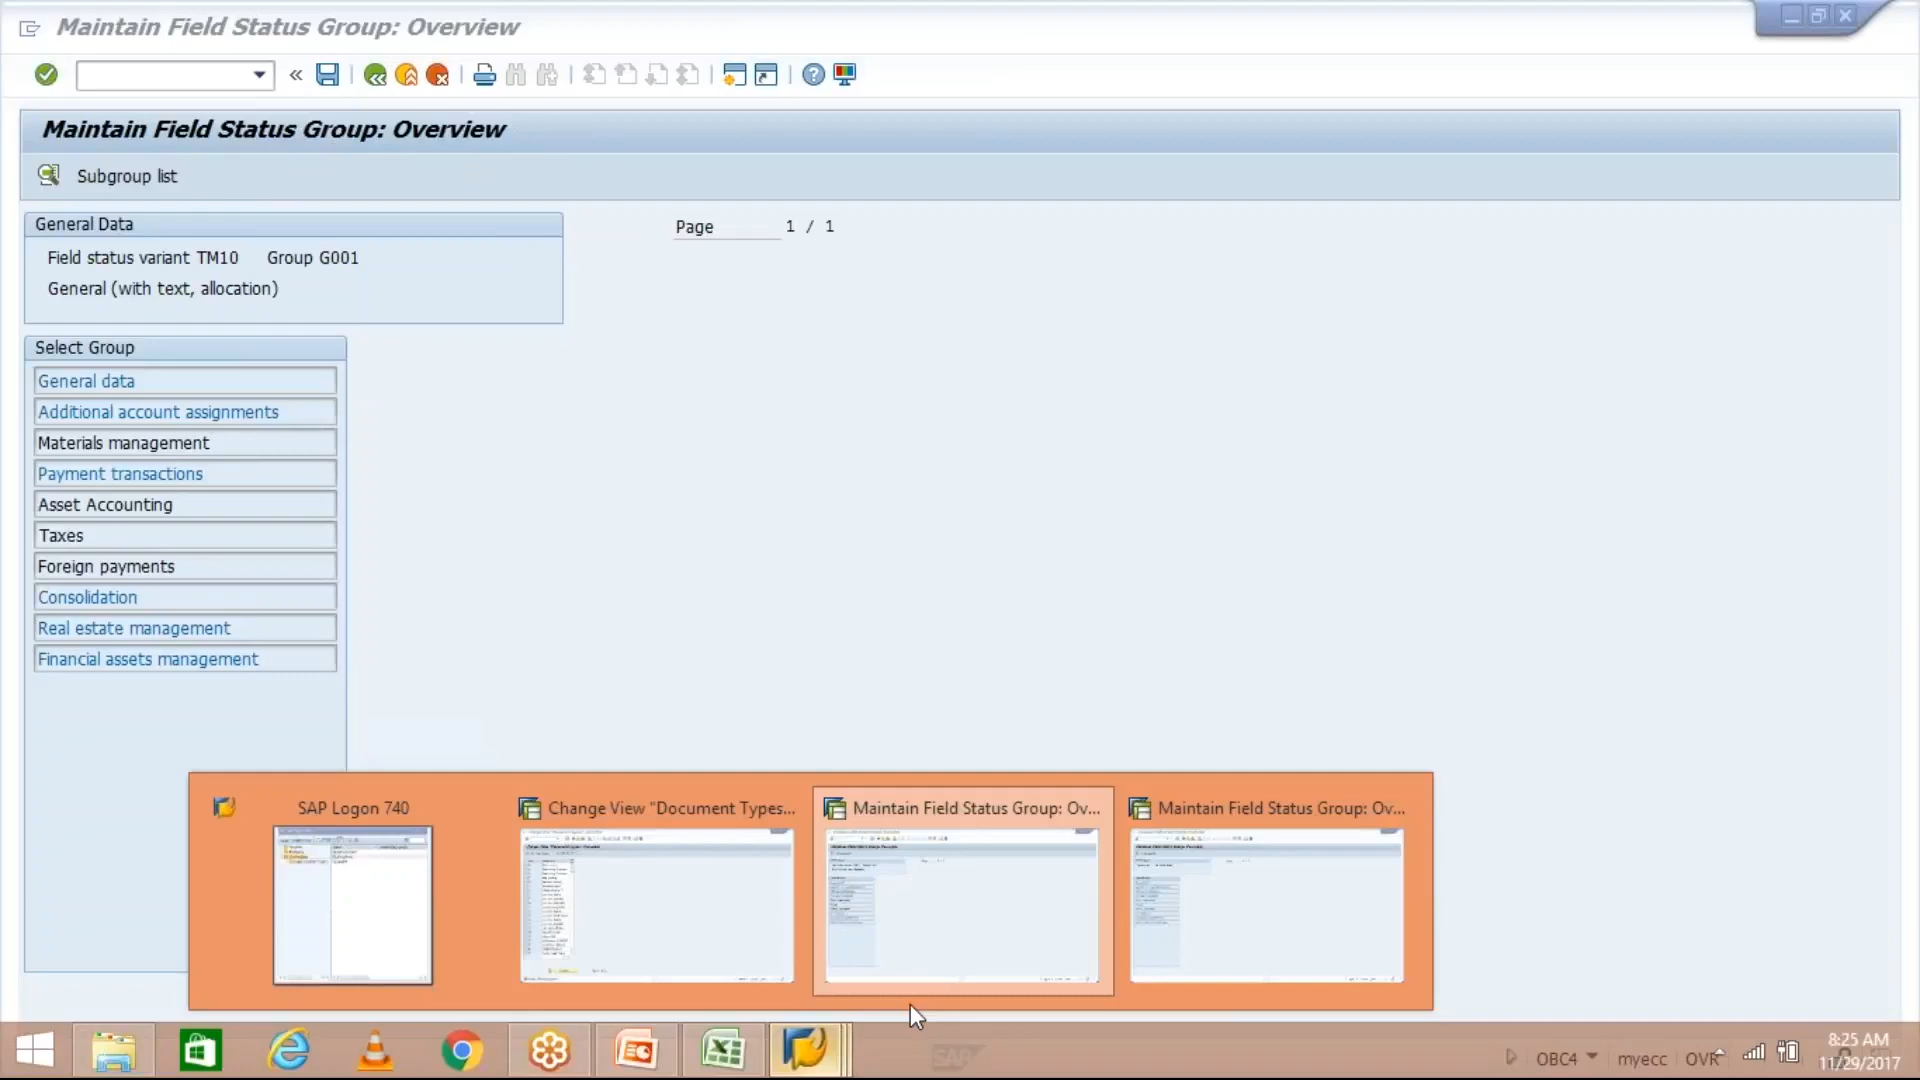 Maintain Field Status Group: Overview
Maintain Field Status Group: Overview
Subgroup list
General Data
Field status variant TM10 Group G001
General (with text, allocation)
Page 1 / 1
Select Group
General data
Additional account assignments
Materials management
Payment transactions
Asset Accounting
Taxes
Foreign payments
Consolidation
Real estate management
Financial assets management
SAP Logon 740
Change View "Document Types...
Maintain Field Status Group: Ov...
Maintain Field Status Group: Ov...
SAP
OBC4
myecc
OVR
8:25 AM
11/29/2017